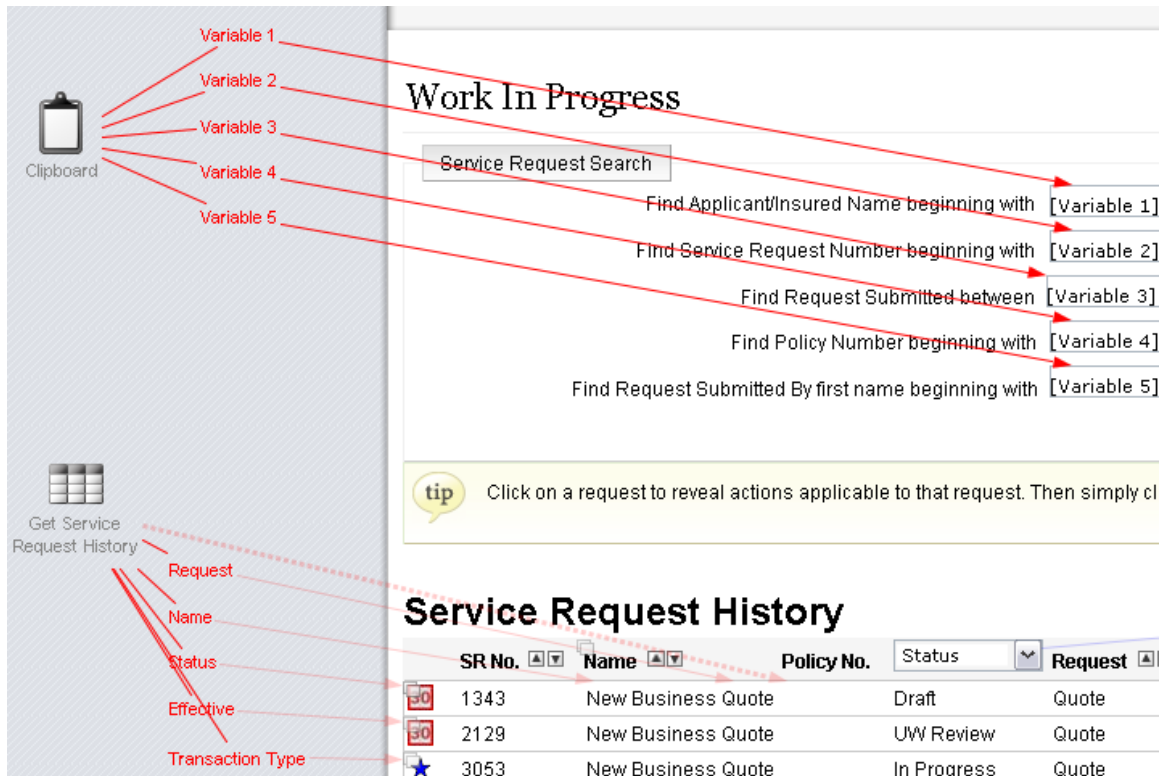 Variable 1
Variable 2
Variable 3
Variable 4
Variable 5
Clipboard
Work In Progress
Service Request Search
Find Applicant/Insured Name beginning with [Variable 1]
Find Service Request Number beginning with [Variable 2]
Find Request Submitted between [Variable 3]
Find Policy Number beginning with [Variable 4]
Find Request Submitted By first name beginning with [Variable 5]
tip Click on a request to reveal actions applicable to that request. Then simply cl
Get Service
Request History
Request
Name
Status
Effective
Transaction Type
Service Request History
SR No. Name Policy No. Status Request
30 1343 New Business Quote Draft Quote
30 2129 New Business Quote UW Review Quote
3053 New Business Quote In Progress Quote